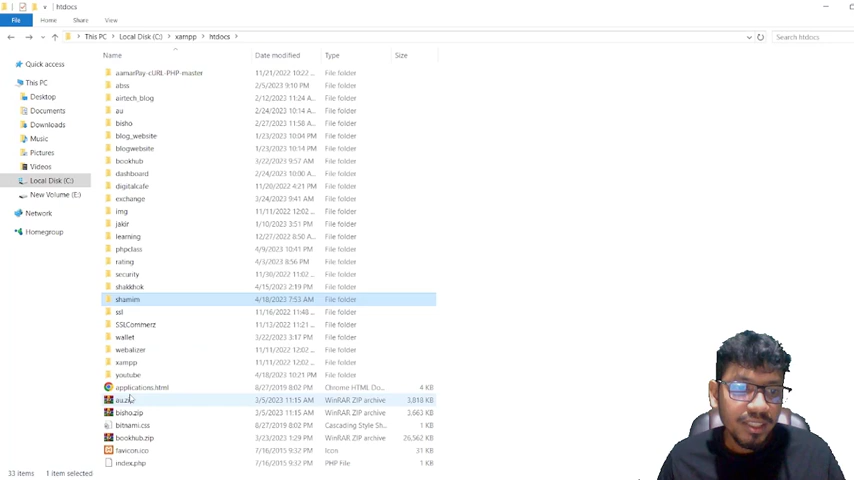 htdocs
File Home Share View
This PC Local Disk (C:) xampp htdocs Search htdocs
Name Date modified Type Size
Quick access
This PC
Desktop
Documents
Downloads
Music
Pictures
Videos
Local Disk (C:)
New Volume (E:)
Network
Homegroup
aamarPay-cURL-PHP-master 11/21/2022 10:22 ... File folder
abss 2/5/2023 9:10 PM File folder
airtech_blog 2/12/2023 11:24 A... File folder
au 2/24/2023 10:14 A... File folder
bisho 2/27/2023 11:58 A... File folder
blog_website 1/23/2023 10:04 PM File folder
blogwebsite 1/23/2023 10:14 PM File folder
bookhub 3/22/2023 9:57 AM File folder
dashboard 2/24/2023 10:00 A... File folder
digitalcafe 11/20/2022 4:21 PM File folder
exchange 3/24/2023 9:41 AM File folder
img 11/11/2022 12:02 ... File folder
jakir 1/10/2023 3:51 PM File folder
learning 12/27/2022 8:50 A... File folder
phpclass 4/9/2023 10:41 PM File folder
rating 4/3/2023 8:56 PM File folder
security 11/30/2022 11:02 ... File folder
shakkhok 4/15/2023 2:19 PM File folder
shamim 4/18/2023 7:53 AM File folder
ssl 11/16/2022 11:48 ... File folder
SSLCommerz 11/13/2022 11:21 ... File folder
wallet 3/22/2023 3:17 PM File folder
webalizer 11/11/2022 12:02 ... File folder
xampp 11/11/2022 12:02 ... File folder
youtube 4/18/2023 10:21 PM File folder
applications.html 8/27/2019 8:02 PM Chrome HTML Do... 4 KB
au.zip 3/5/2023 11:15 AM WinRAR ZIP archive 3,818 KB
bisho.zip 3/5/2023 11:15 AM WinRAR ZIP archive 3,663 KB
bitnami.css 8/27/2019 8:02 PM Cascading Style Sh... 1 KB
bookhub.zip 3/23/2023 1:29 PM WinRAR ZIP archive 26,562 KB
favicon.ico 7/16/2015 9:32 PM Icon 31 KB
index.php 7/16/2015 9:32 PM PHP File 1 KB
33 items 1 item selected